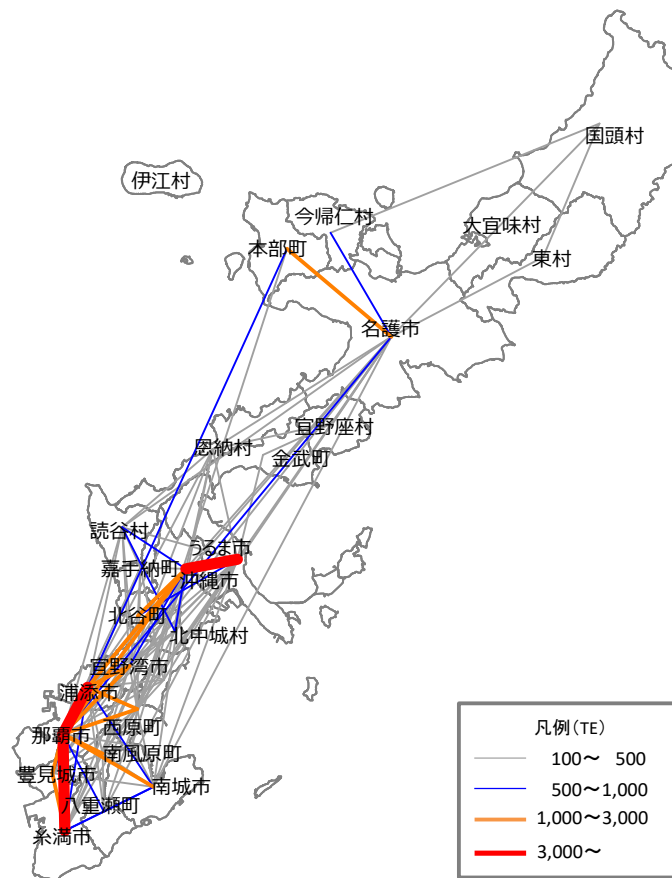 国頭村
伊江村
今帰仁村
大宜味村
本部町
東村
名護市
宜野座村
恩納村
金武町
読谷村
うるま市
嘉手納町
沖縄市
北谷町
北中城村
宜野湾市
浦添市
西原町
那覇市
南風原町
豊見城市
南城市
八重瀬町
糸満市
凡例(TE)
100～ 500
500～1,000
1,000～3,000
3,000～